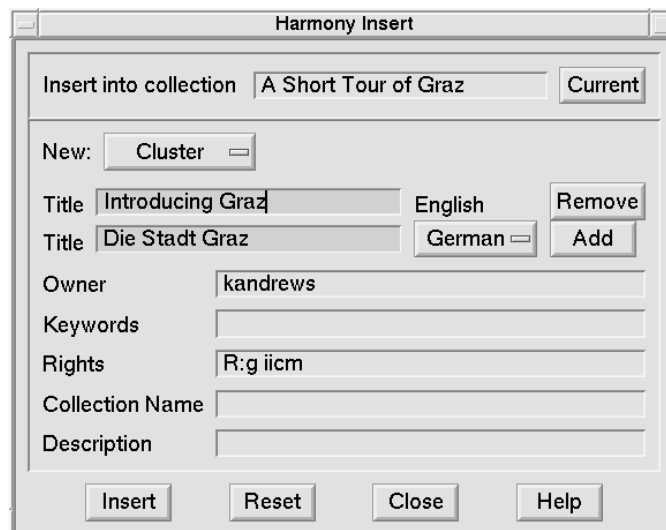 Harmony Insert
Insert into collection A Short Tour of Graz Current
New: Cluster
Title Introducing Graz English Remove
Title Die Stadt Graz German Add
Owner kandrews
Keywords
Rights R:g iicm
Collection Name
Description
Insert Reset Close Help